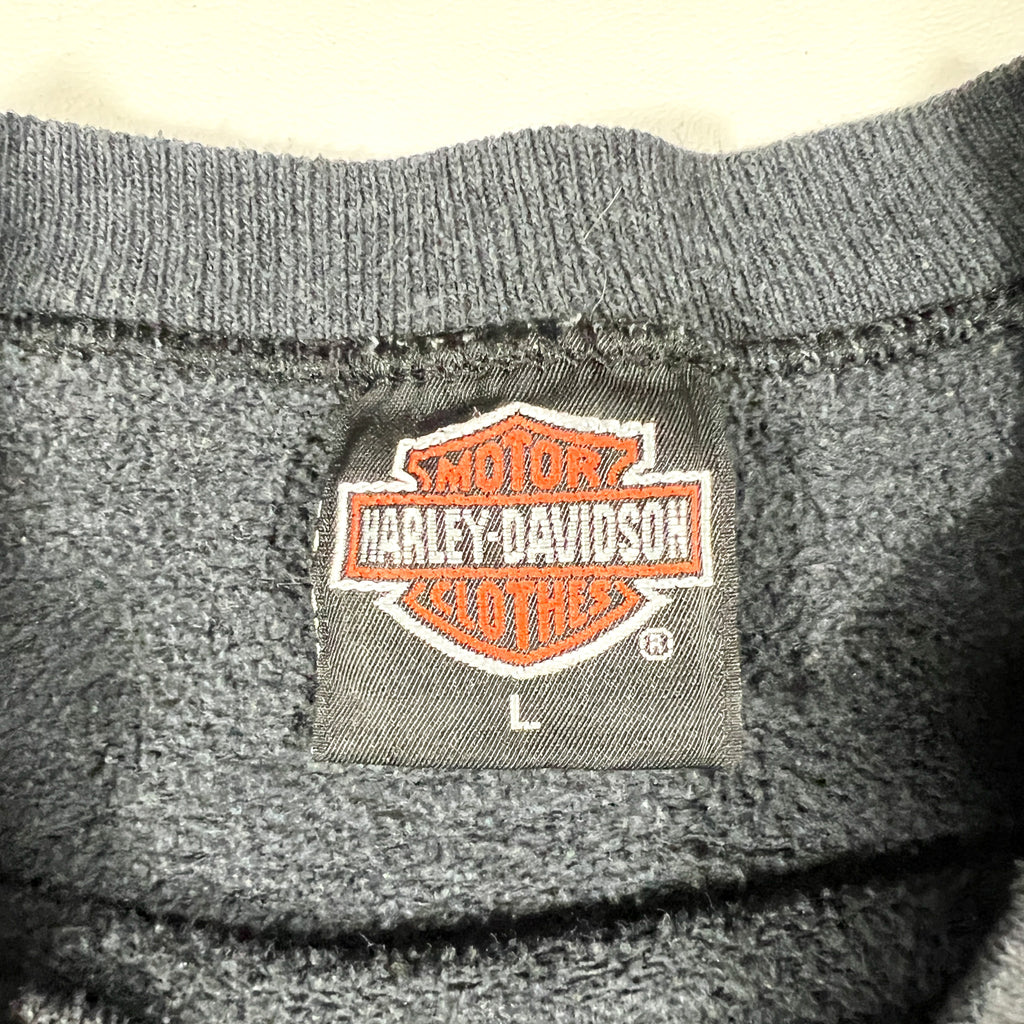 MOTOR
HARLEY-DAVIDSON
CLOTHES
®
L